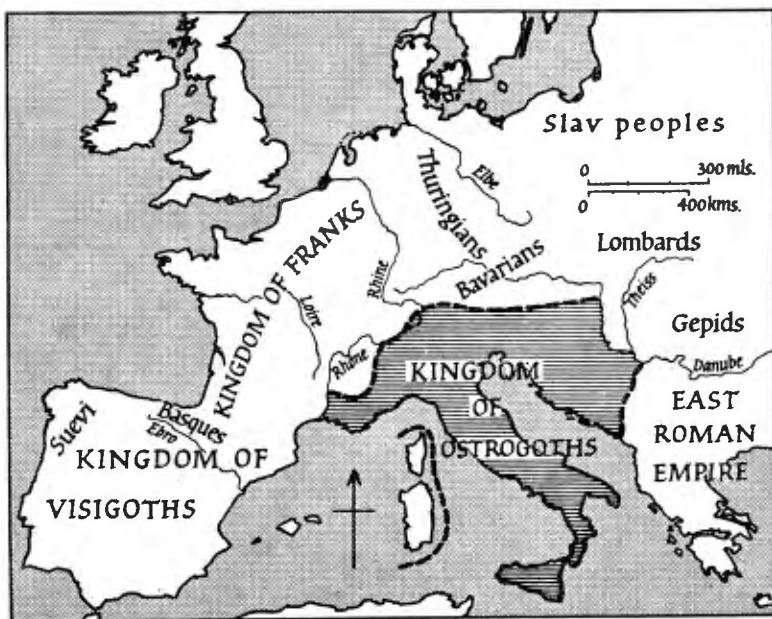 Slav peoples
0 300 mls.
0 400 kms.
Elbe
Thuringians
Lombards
KINGDOM OF FRANKS
Rhine
Bavarians
Theiss
Loire
Gepids
Rhône
Danube
KINGDOM
OF
OSTROGOTHS
EAST
ROMAN
EMPIRE
Suevi
Basques
Ebro
KINGDOM OF
VISIGOTHS